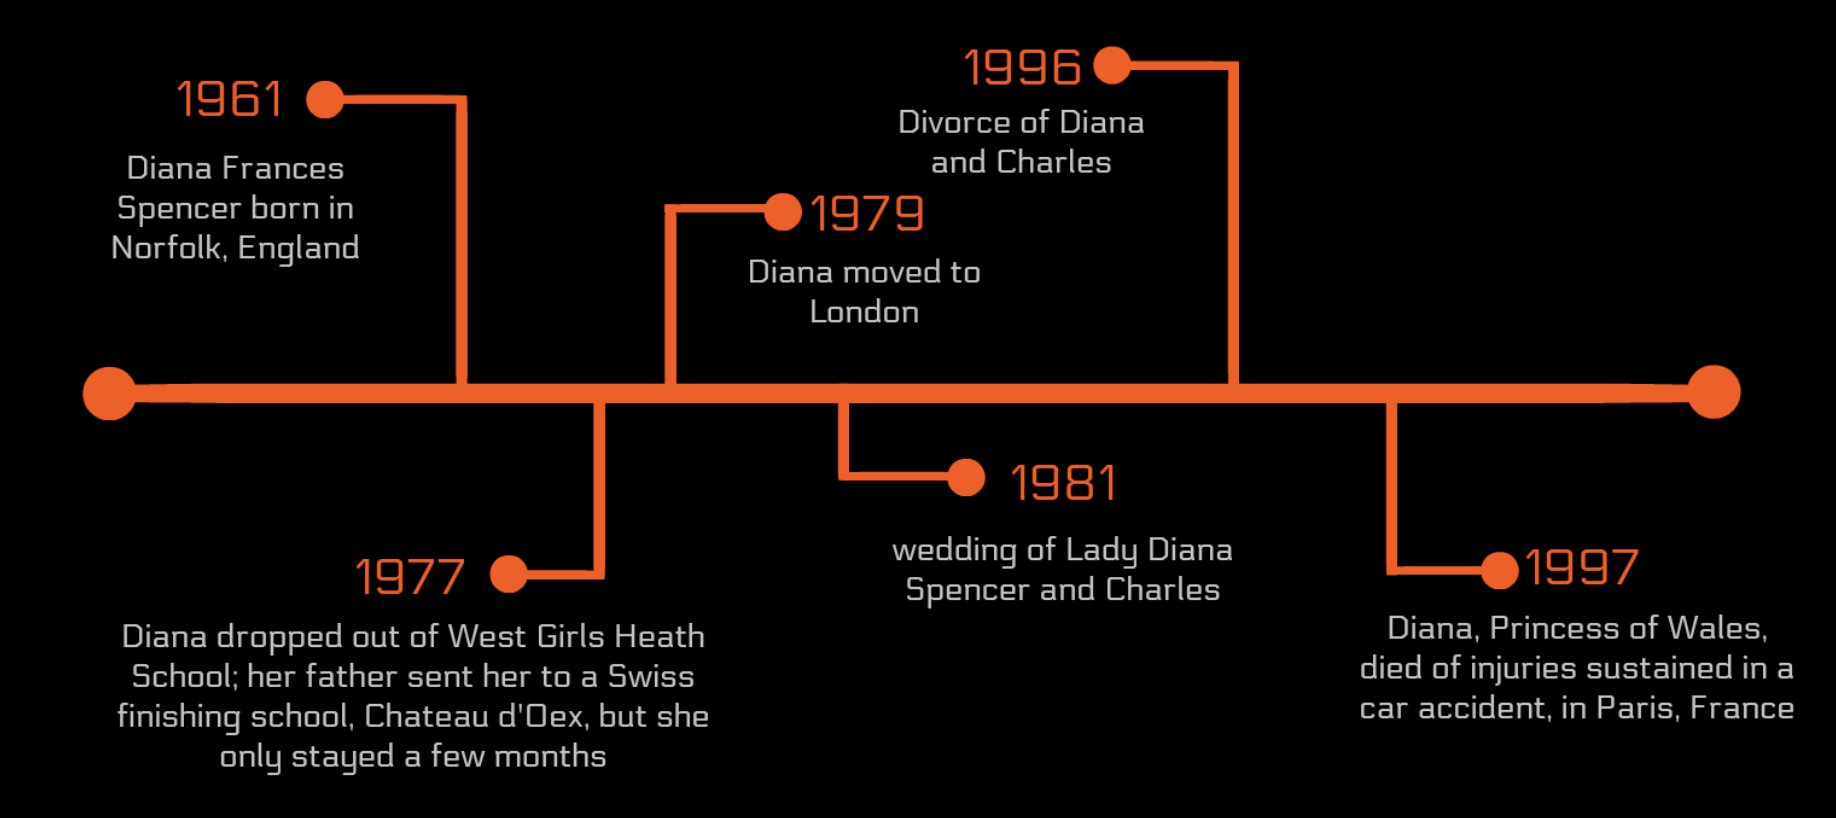 1961
Diana Frances
Spencer born in
Norfolk, England
1977
Diana dropped out of West Girls Heath
School; her father sent her to a Swiss
finishing school, Chateau d'Oex, but she
only stayed a few months
1979
Diana moved to
London
1981
wedding of Lady Diana
Spencer and Charles
1996
Divorce of Diana
and Charles
1997
Diana, Princess of Wales,
died of injuries sustained in a
car accident, in Paris, France